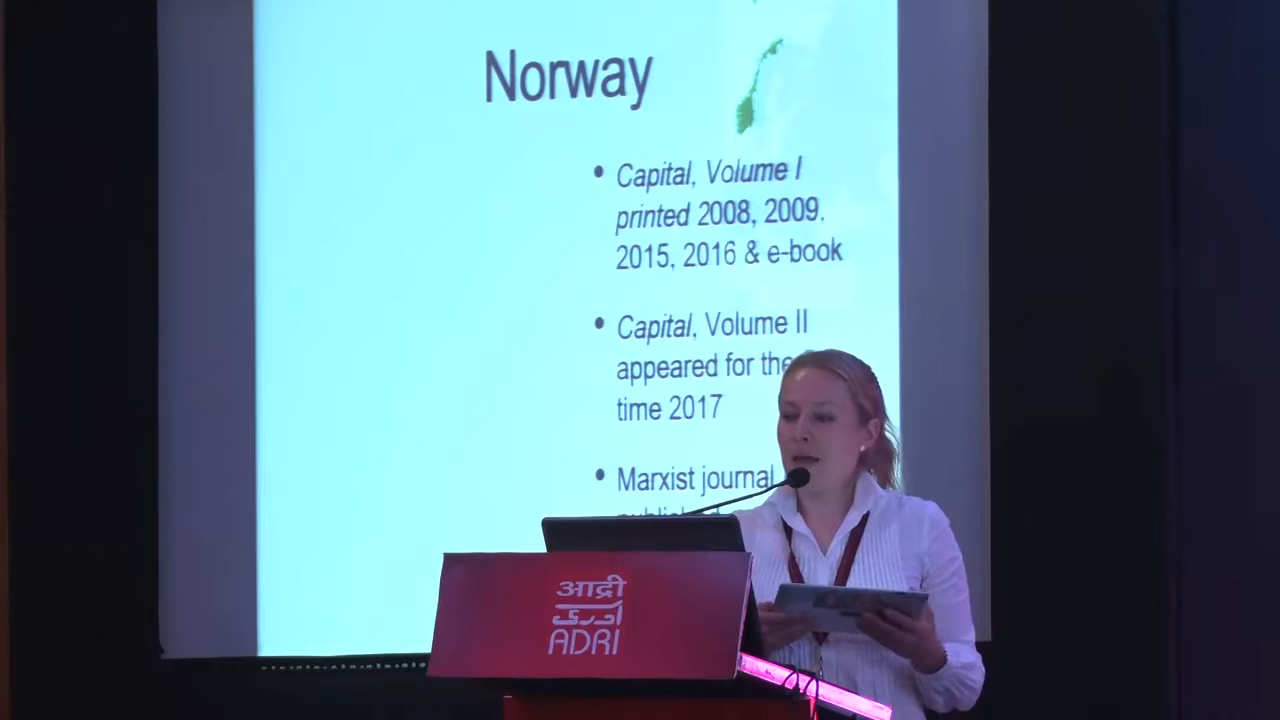 Norway
• Capital, Volume I
printed 2008, 2009,
2015, 2016 & e-book
• Capital, Volume II
appeared for the
time 2017
• Marxist journal
आद्री
ADRI